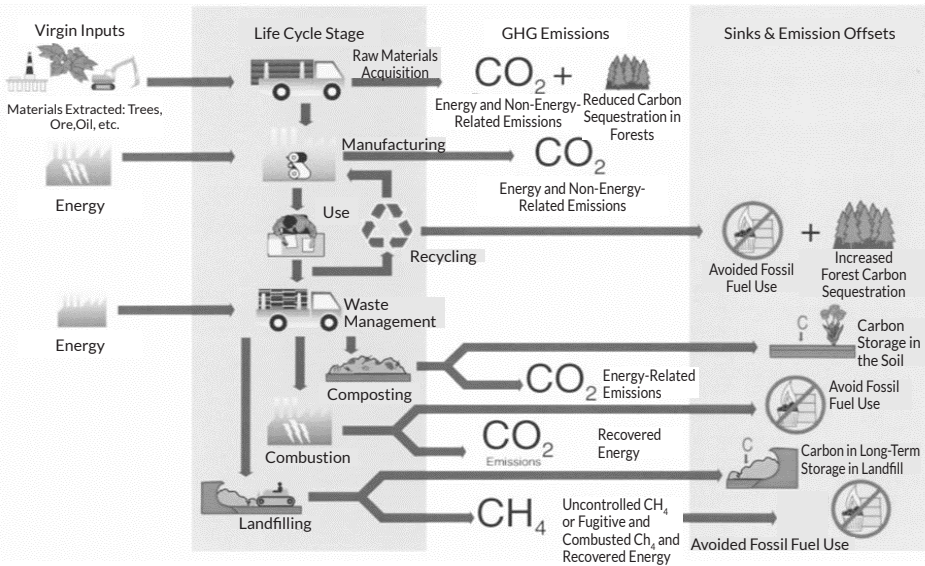 Virgin Inputs
Life Cycle Stage
GHG Emissions
Sinks & Emission Offsets
Materials Extracted: Trees,
Ore,Oil, etc.
Raw Materials
Acquisition
CO2 +
Energy and Non-Energy-
Related Emissions
Reduced Carbon
Sequestration in
Forests
Energy
Manufacturing
CO2
Energy and Non-Energy-
Related Emissions
Use
Recycling
Avoided Fossil
Fuel Use
+
Increased
Forest Carbon
Sequestration
Energy
Waste
Management
Composting
CO2
Energy-Related
Emissions
C
Carbon
Storage in
the Soil
Combustion
CO2
Emissions
Recovered
Energy
Avoid Fossil
Fuel Use
Landfilling
CH4
Uncontrolled CH4
or Fugitive and
Combusted Ch4 and
Recovered Energy
C
Carbon in Long-Term
Storage in Landfill
Avoided Fossil Fuel Use